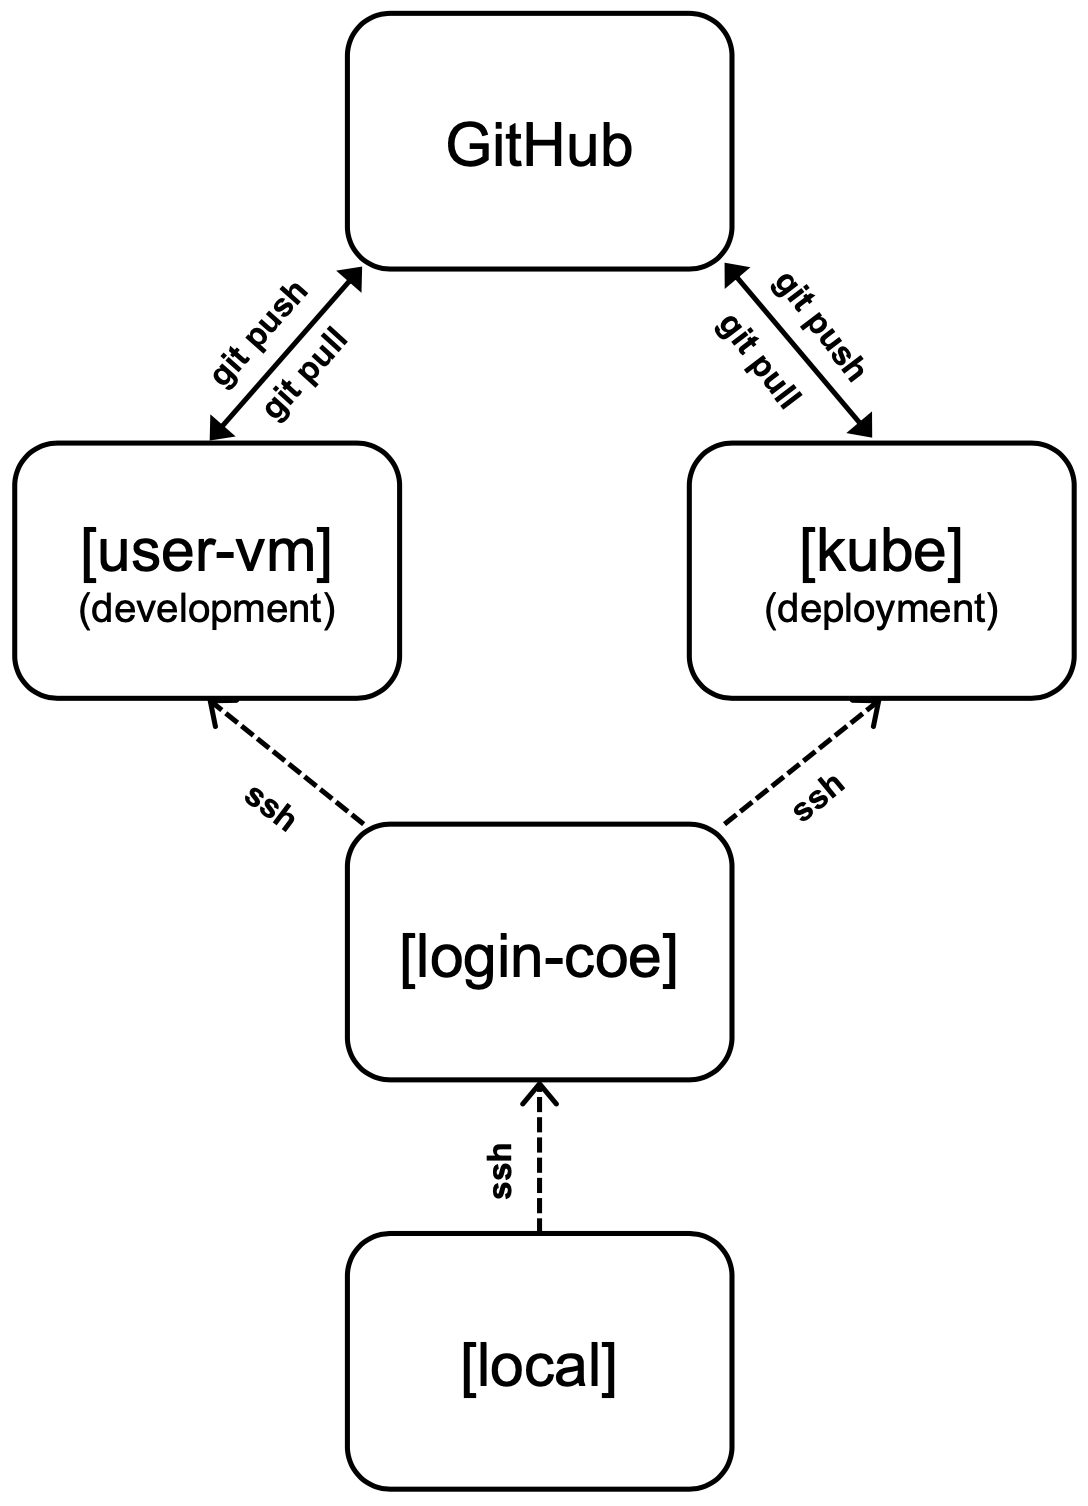 GitHub
git push
git pull
git push
git pull
[user-vm]
(development)
[kube]
(deployment)
ssh
ssh
[login-coe]
ssh
[local]